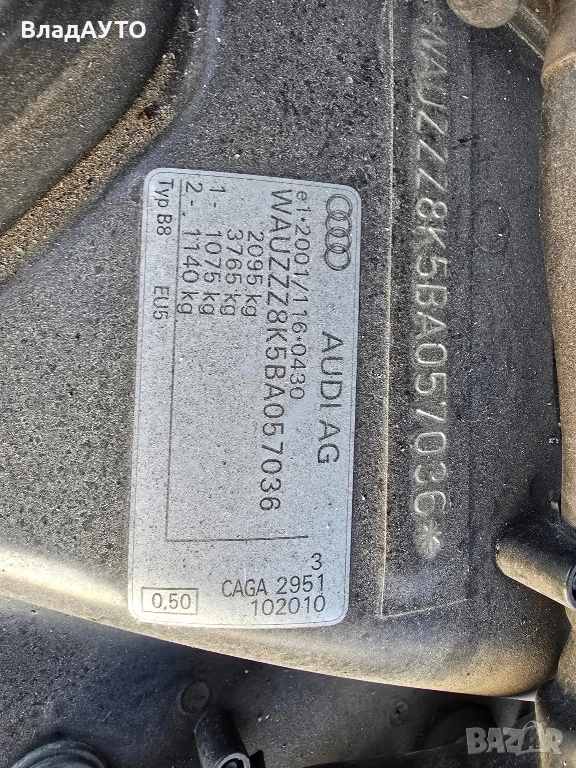 ВладАУТО
*WAUZZZ8K5BA057036*
AUDI AG
e1*2001/116*0430
WAUZZZ8K5BA057036
2095 kg
3765 kg
1 - 1075 kg
2 - 1140 kg
Typ B8 EU5
3
CAGA 2951
102010
0,50
BAZAR